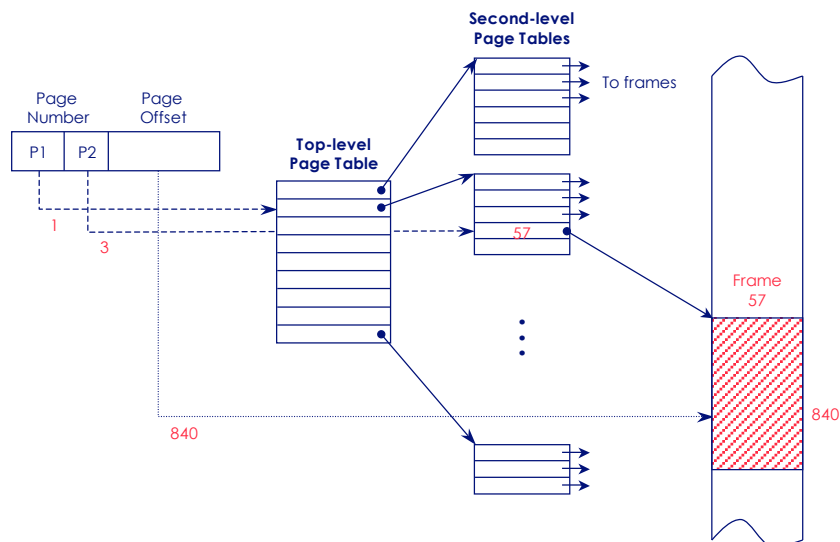 Second-level
Page Tables
To frames
Page
Number
Page
Offset
P1
P2
Top-level
Page Table
1
3
57
Frame
57
840
840